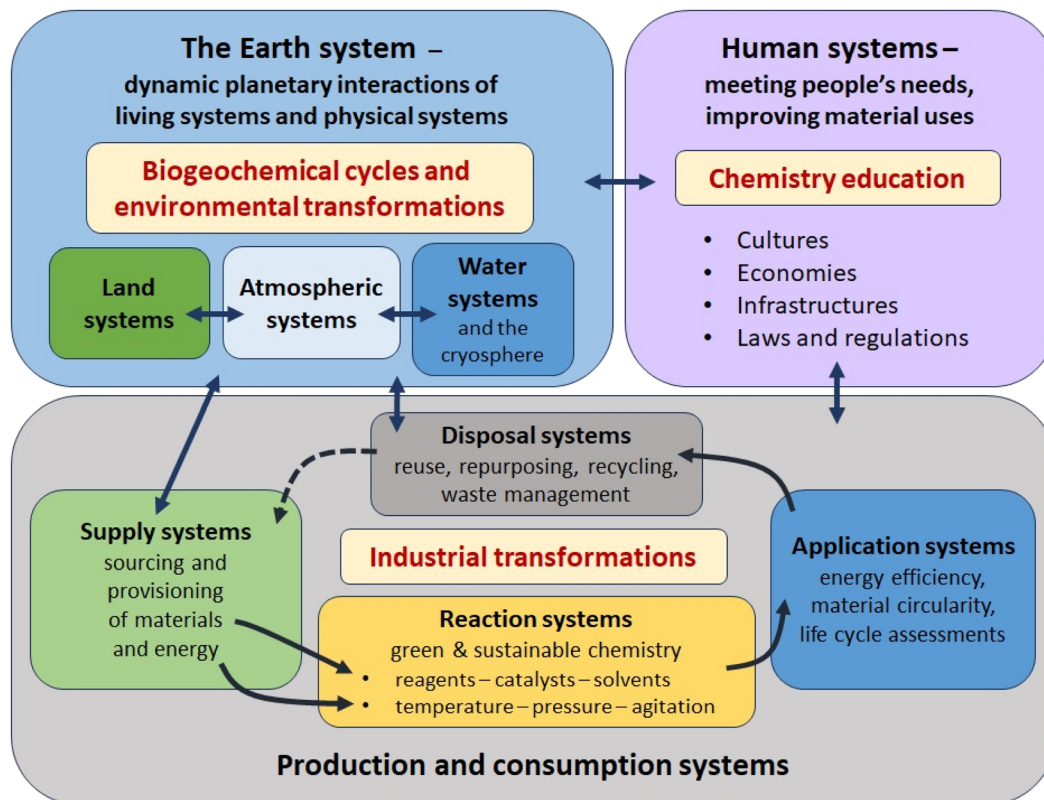 The Earth system –
dynamic planetary interactions of
living systems and physical systems
Biogeochemical cycles and
environmental transformations
Land
systems
Atmospheric
systems
Water
systems
and the
cryosphere
Human systems –
meeting people’s needs,
improving material uses
Chemistry education
• Cultures
• Economies
• Infrastructures
• Laws and regulations
Disposal systems
reuse, repurposing, recycling,
waste management
Supply systems
sourcing and
provisioning
of materials
and energy
Industrial transformations
Application systems
energy efficiency,
material circularity,
life cycle assessments
Reaction systems
green & sustainable chemistry
• reagents – catalysts – solvents
• temperature – pressure – agitation
Production and consumption systems